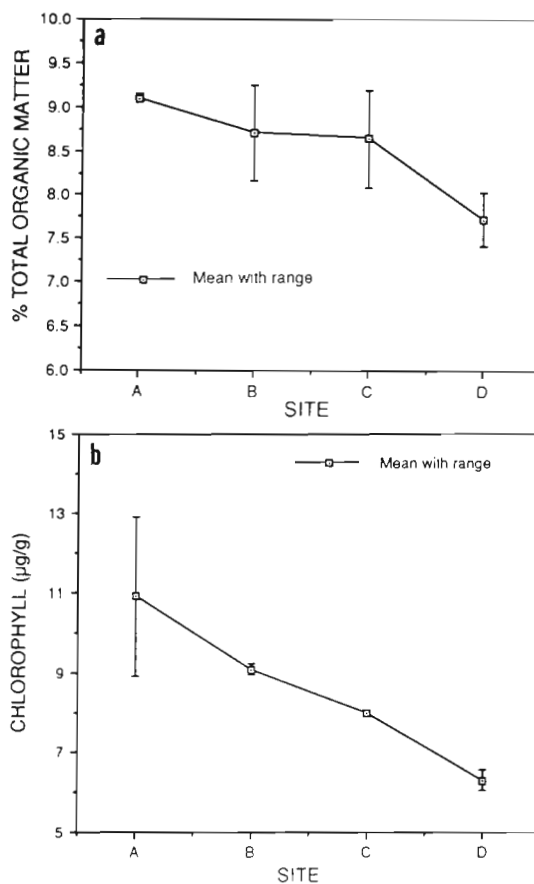 a
% TOTAL ORGANIC MATTER
10.0
9.5
9.0
8.5
8.0
7.5
7.0
6.5
6.0
Mean with range
A B C D
SITE
b
CHLOROPHYLL (µg/g)
15
13
11
9
7
5
Mean with range
A B C D
SITE